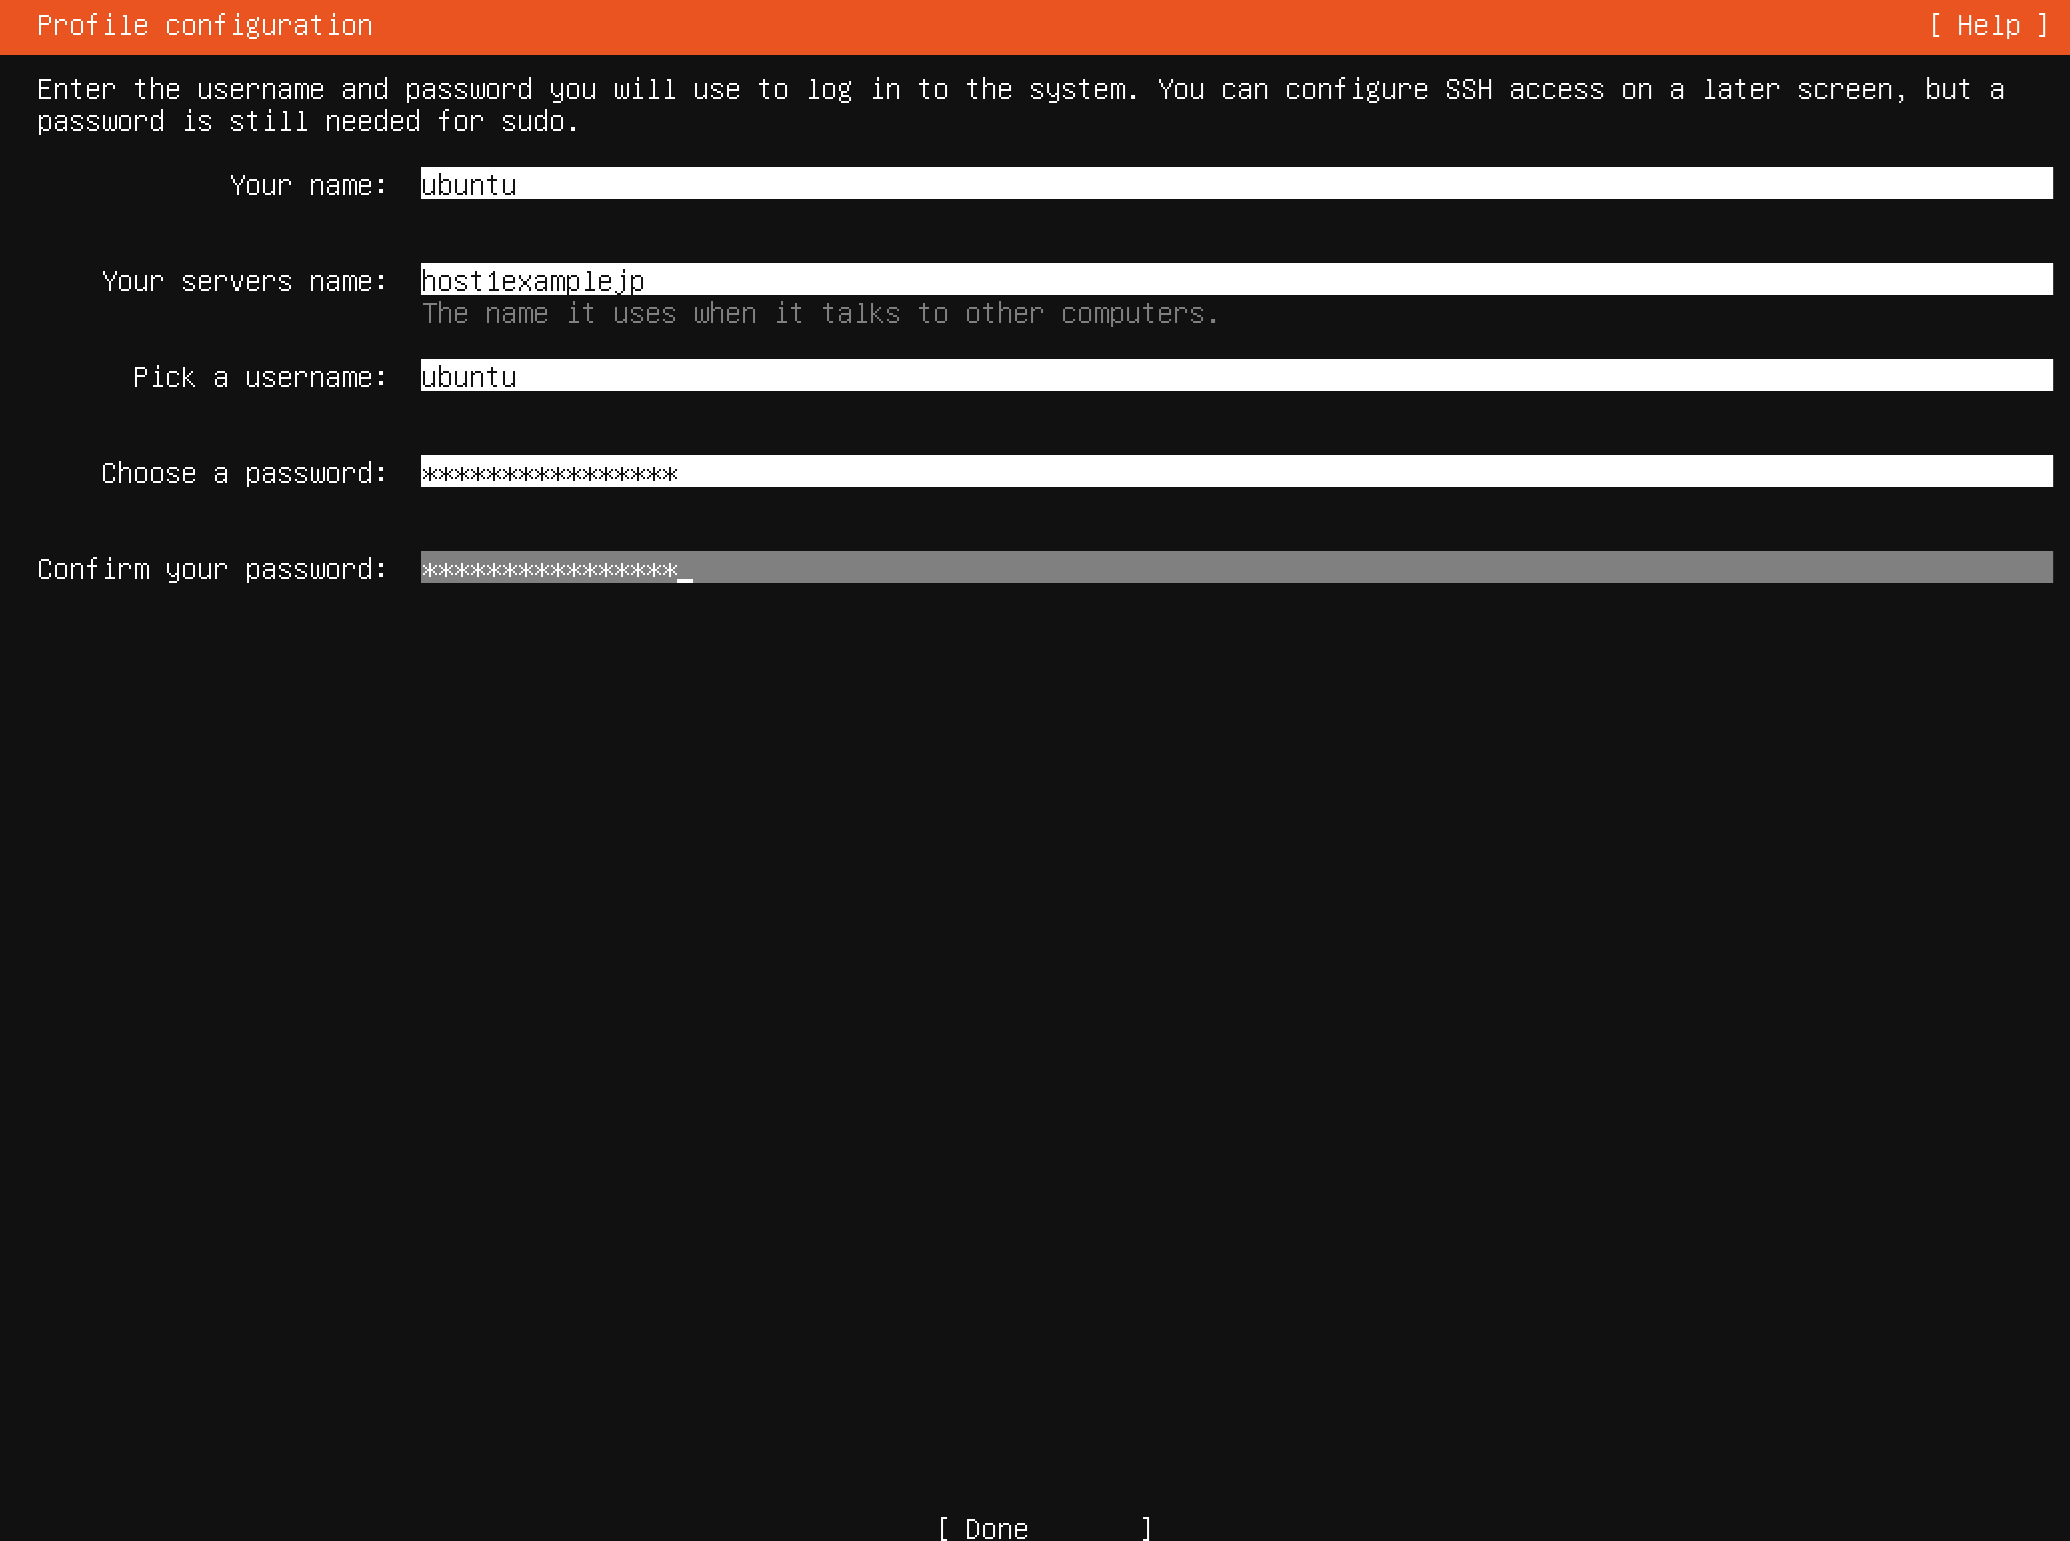 Profile configuration [ Help ]
Enter the username and password you will use to log in to the system. You can configure SSH access on a later screen, but a
password is still needed for sudo.
Your name: ubuntu
Your servers name: host1examplejp
The name it uses when it talks to other computers.
Pick a username: ubuntu
Choose a password: ****************
Confirm your password: ****************_
[ Done ]